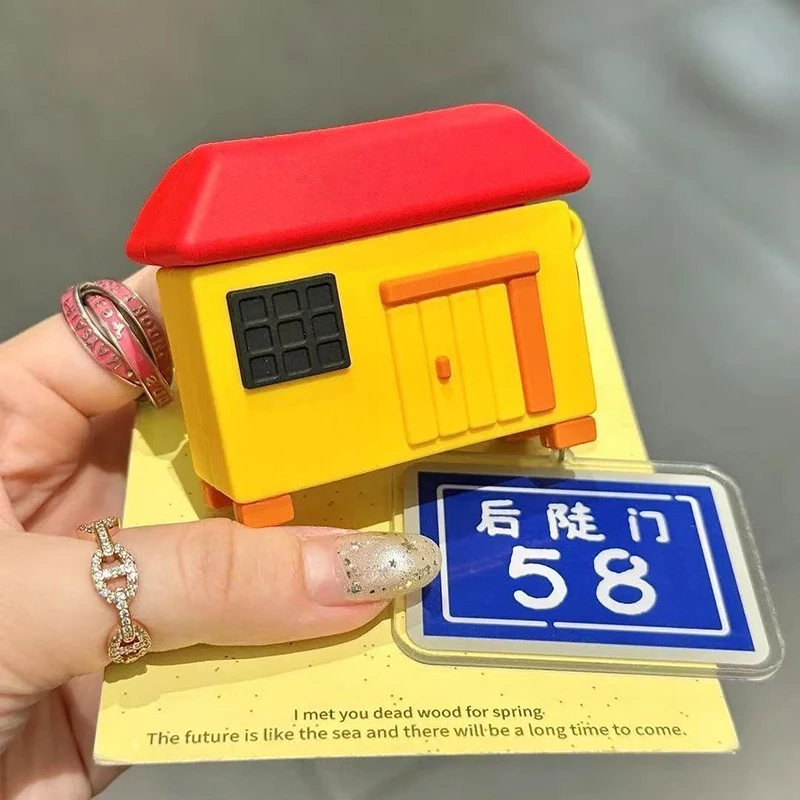 后陡门
58
I met you dead wood for spring.
The future is like the sea and there will be a long time to come.